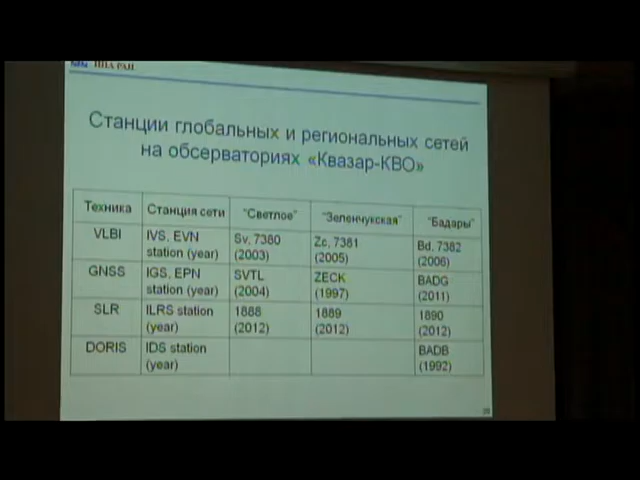 ИПА РАН
Станции глобальных и региональных сетей
на обсерваториях «Квазар-КВО»
Техника Станция сети "Светлое" "Зеленчукская" "Бадары"
VLBI IVS, EVN Sv, 7380 Zc, 7381 Bd, 7382
station (year) (2003) (2005) (2006)
GNSS IGS, EPN SVTL ZECK BADG
station (year) (2004) (1997) (2011)
SLR ILRS station 1888 1889 1890
(year) (2012) (2012) (2012)
DORIS IDS station BADB
(year) (1992)